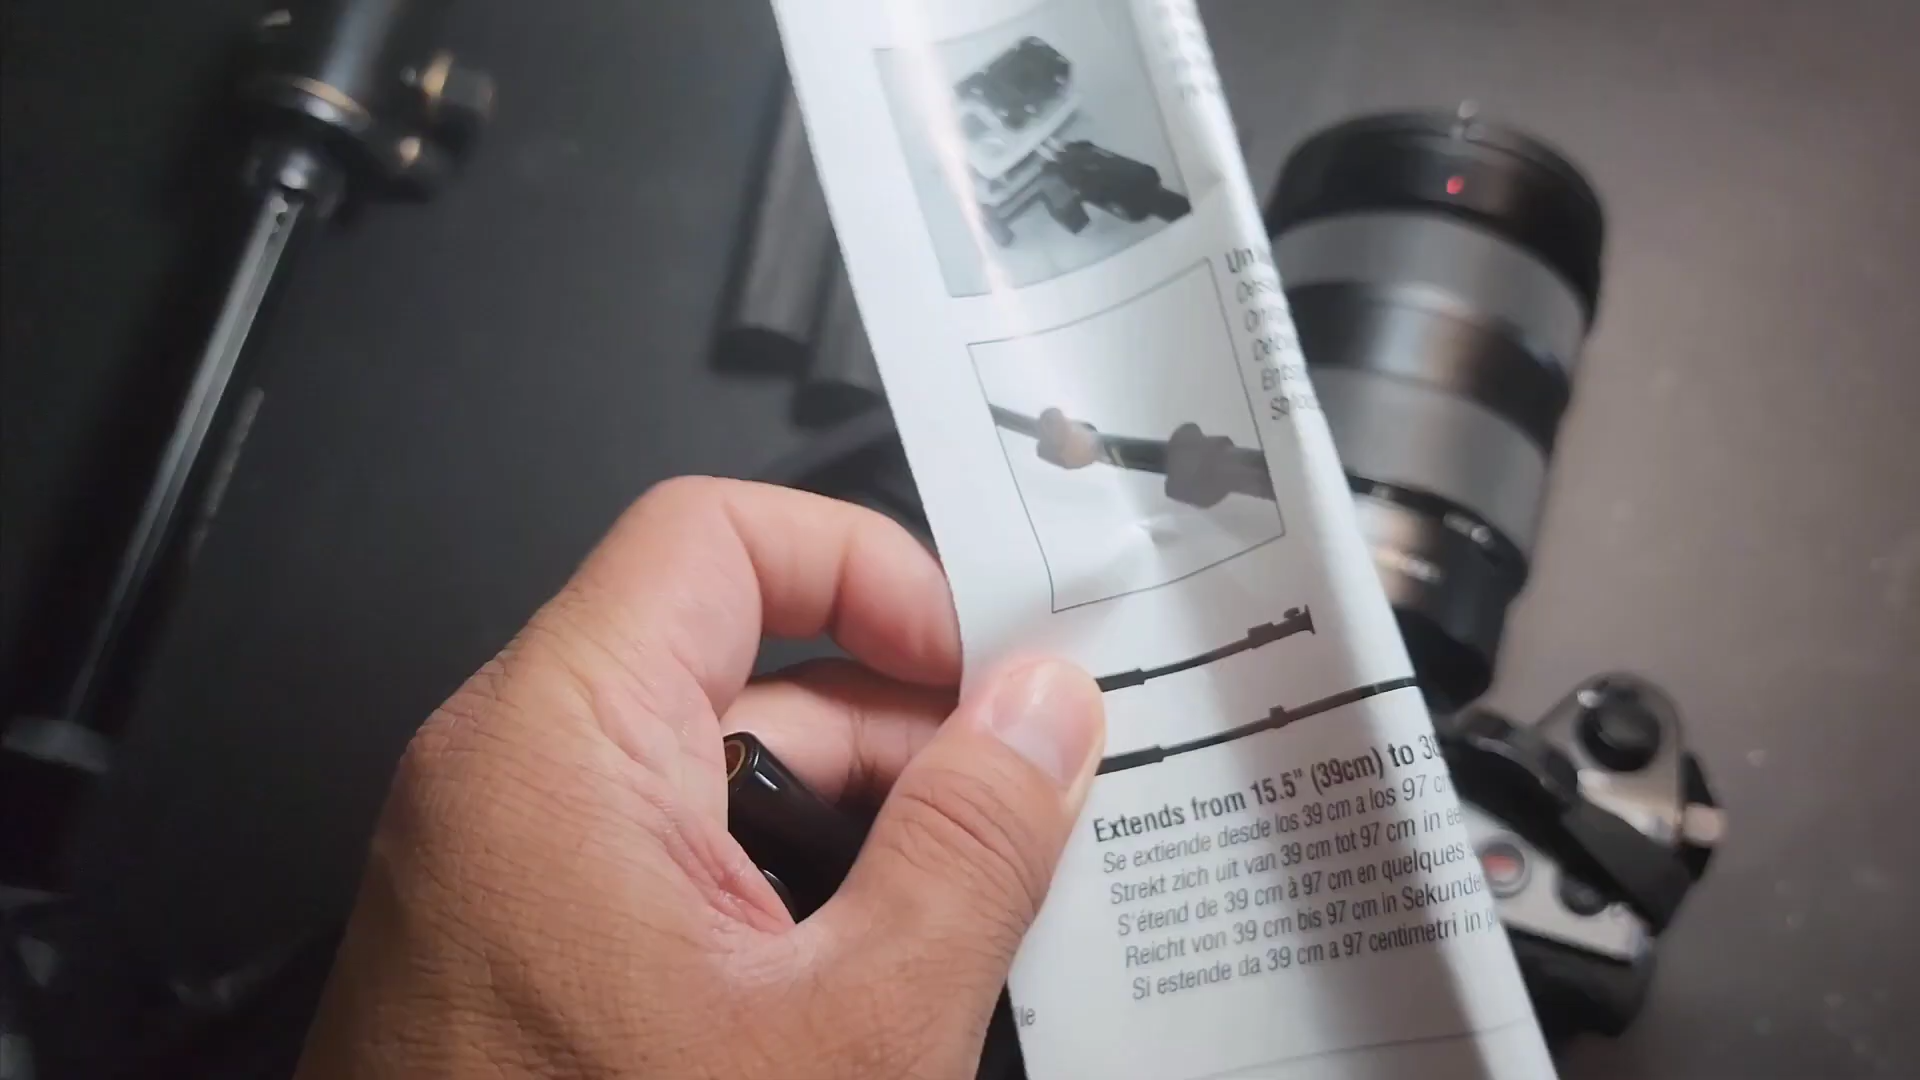 Un
Extends from 15.5" (39cm) to
Se extiende desde los 39 cm a los 97
Strekt zich uit van 39 cm tot 97 cm in
S'étend de 39 cm à 97 cm en quelques
Reicht von 39 cm bis 97 cm in Sekunde
Si estende da 39 cm a 97 centimetri in